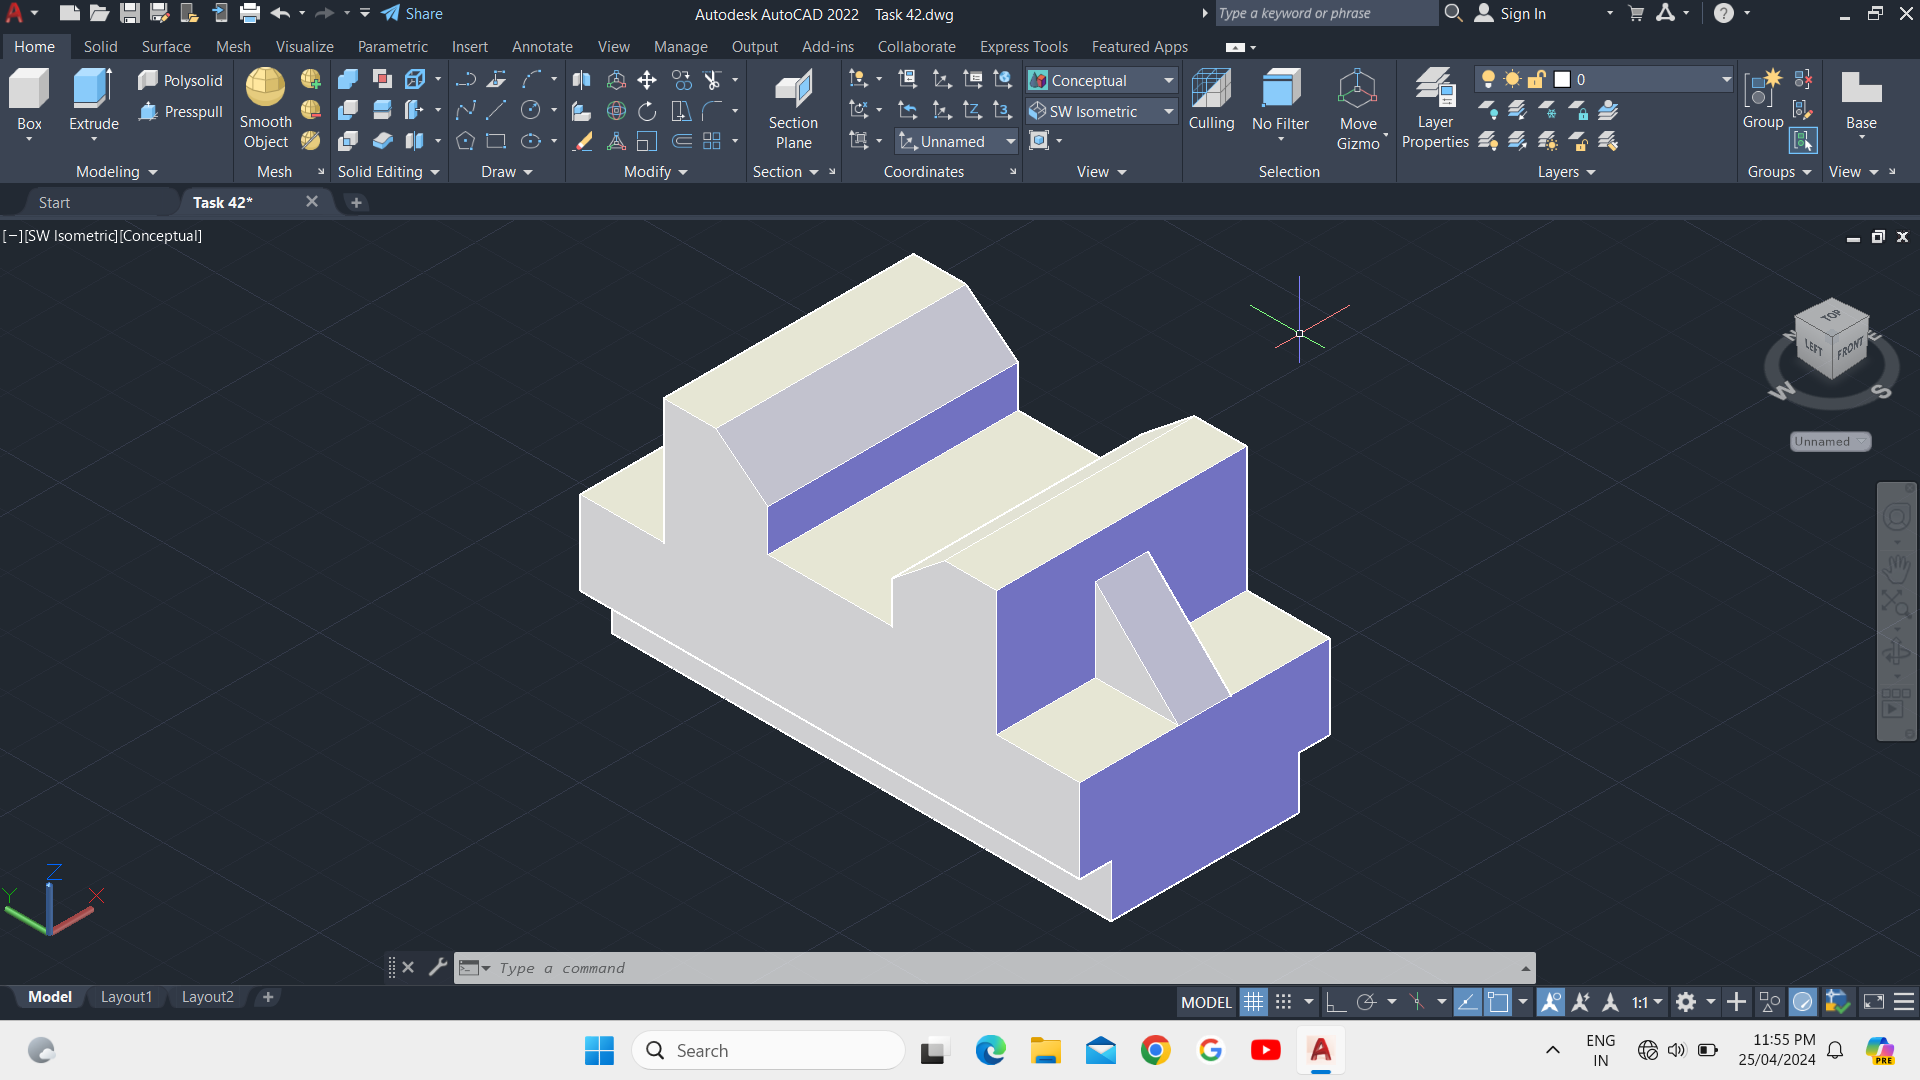 Share
Autodesk AutoCAD 2022 Task 42.dwg
Type a keyword or phrase
Sign In
Home Solid Surface Mesh Visualize Parametric Insert Annotate View Manage Output Add-ins Collaborate Express Tools Featured Apps
Box
Extrude
Polysolid
Presspull
Smooth
Object
Section
Plane
Unnamed
Conceptual
SW Isometric
Culling
No Filter
Move
Gizmo
Layer
Properties
0
Group
Base
Modeling Mesh Solid Editing Draw Modify Section Coordinates View Selection Layers Groups View
Start Task 42*
[−][SW Isometric][Conceptual]
TOP
LEFT
FRONT
N
E
W
S
Unnamed
Z
Y
X
Type a command
Model Layout1 Layout2
MODEL
1:1
Search
ENG
IN
11:55 PM
25/04/2024
PRE